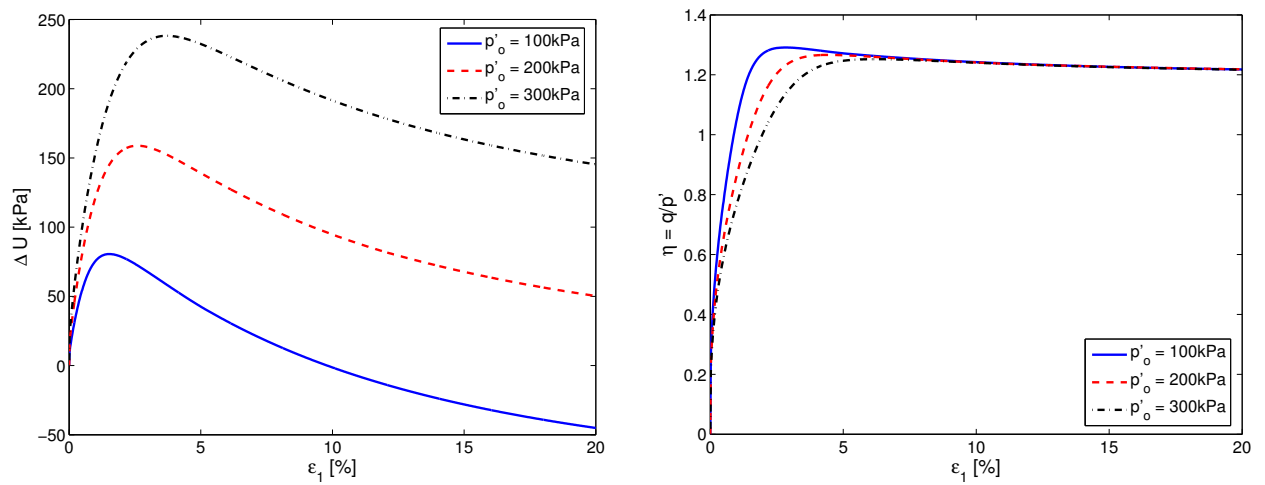 250
200
150
100
50
0
−50
Δ U [kPa]
0 5 10 15 20
ε1 [%]
p'o = 100kPa
p'o = 200kPa
p'o = 300kPa
1.4
1.2
1
0.8
0.6
0.4
0.2
0
η = q/p'
0 5 10 15 20
ε1 [%]
p'o = 100kPa
p'o = 200kPa
p'o = 300kPa